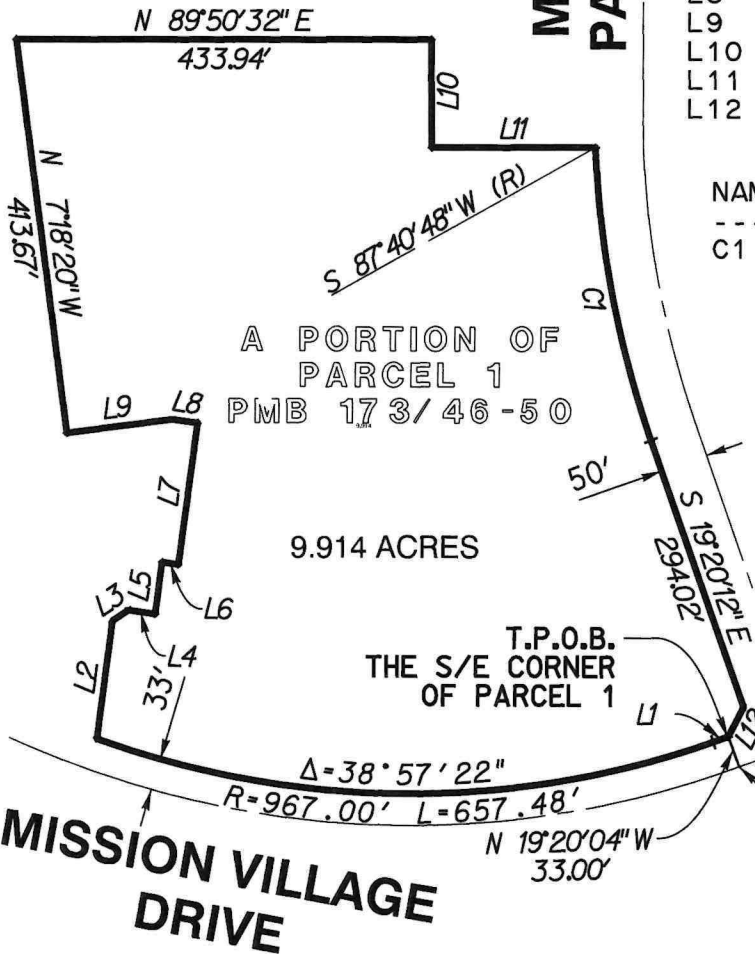 N 89°50'32" E
433.94'
L10
L11
M
PA
L9
L10
L11
L12
NAM
----
C1
N 7°18'20" W
413.67'
S 87°40'48" W (R)
C1
A PORTION OF
PARCEL 1
PMB 173/46-50
L9
L8
L7
50'
S 19°20'12" E
294.02'
9.914 ACRES
L3
L5
L6
L4
L2
33'
T.P.O.B.
THE S/E CORNER
OF PARCEL 1
L1
L12
Δ=38°57'22"
R=967.00' L=657.48'
N 19°20'04" W
33.00'
MISSION VILLAGE
DRIVE